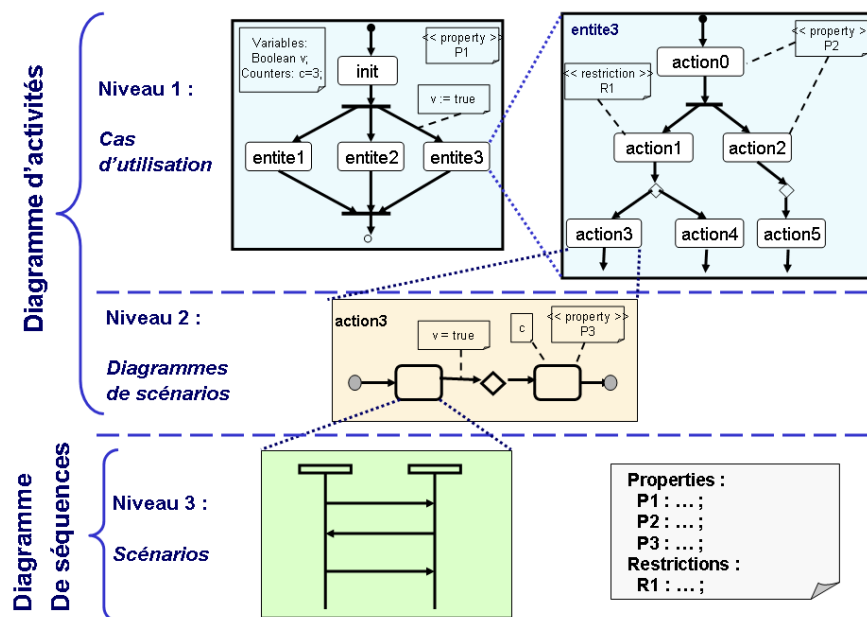 Diagramme d'activités
Niveau 1 :
Cas
d'utilisation
Variables:
Boolean v;
Counters: c=3;
<< property >>
P1
init
v := true
entite1
entite2
entite3
entite3
<< property >>
P2
<< restriction >>
R1
action0
action1
action2
action3
action4
action5
Niveau 2 :
Diagrammes
de scénarios
action3
v = true
c
<< property >>
P3
Diagramme
De séquences
Niveau 3 :
Scénarios
Properties :
P1 : … ;
P2 : … ;
P3 : … ;
Restrictions :
R1 : … ;